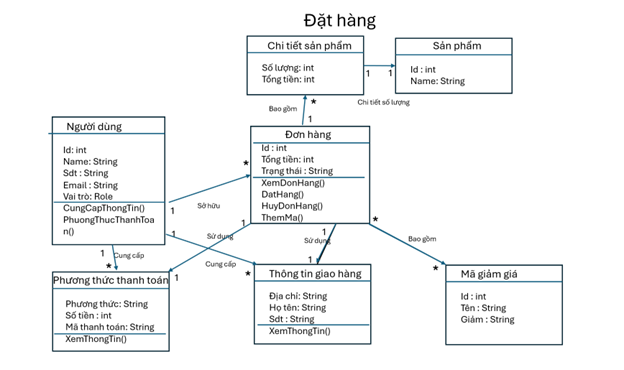 Đặt hàng
Chi tiết sản phẩm
Số lượng: int
Tổng tiền: int
Sản phẩm
Id : int
Name: String
1
1
Chi tiết số lượng
Bao gồm
*
1
Người dùng
Id: int
Name: String
Sdt : String
Email : String
Vai trò: Role
CungCapThongTin()
PhuongThucThanhToa
n()
Đơn hàng
Id : int
Tổng tiền: int
Trạng thái : String
XemDonHang()
DatHang()
HuyDonHang()
ThemMa()
*
1
Sở hữu
1
1
Cung cấp
*
1
Sử dụng
1
Cung cấp
*
1
Sử dụng
1
*
Bao gồm
*
Phương thức thanh toán
Phương thức: String
Số tiền : int
Mã thanh toán: String
XemThongTin()
Thông tin giao hàng
Địa chỉ: String
Họ tên: String
Sdt : String
XemThongTin()
Mã giảm giá
Id : int
Tên : String
Giảm : String